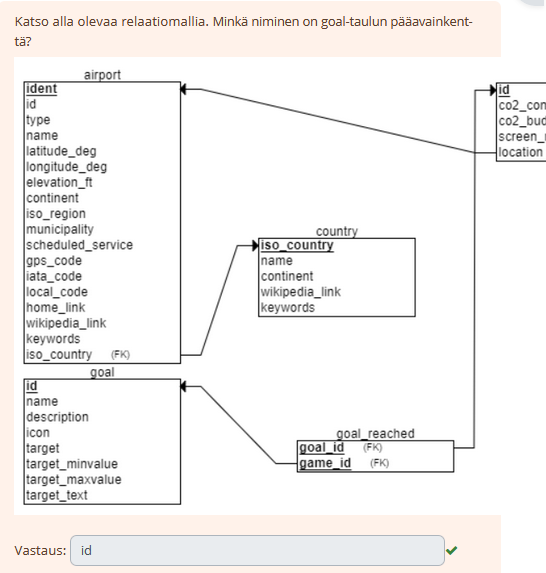 Katso alla olevaa relaatiomallia. Minkä niminen on goal-taulun pääavainkent-
tä?
airport
ident
id
type
name
latitude_deg
longitude_deg
elevation_ft
continent
iso_region
municipality
scheduled_service
gps_code
iata_code
local_code
home_link
wikipedia_link
keywords
iso_country (FK)
id
co2_con
co2_bud
screen_
location
country
iso_country
name
continent
wikipedia_link
keywords
goal
id
name
description
icon
target
target_minvalue
target_maxvalue
target_text
goal_reached
goal_id (FK)
game_id (FK)
Vastaus: id